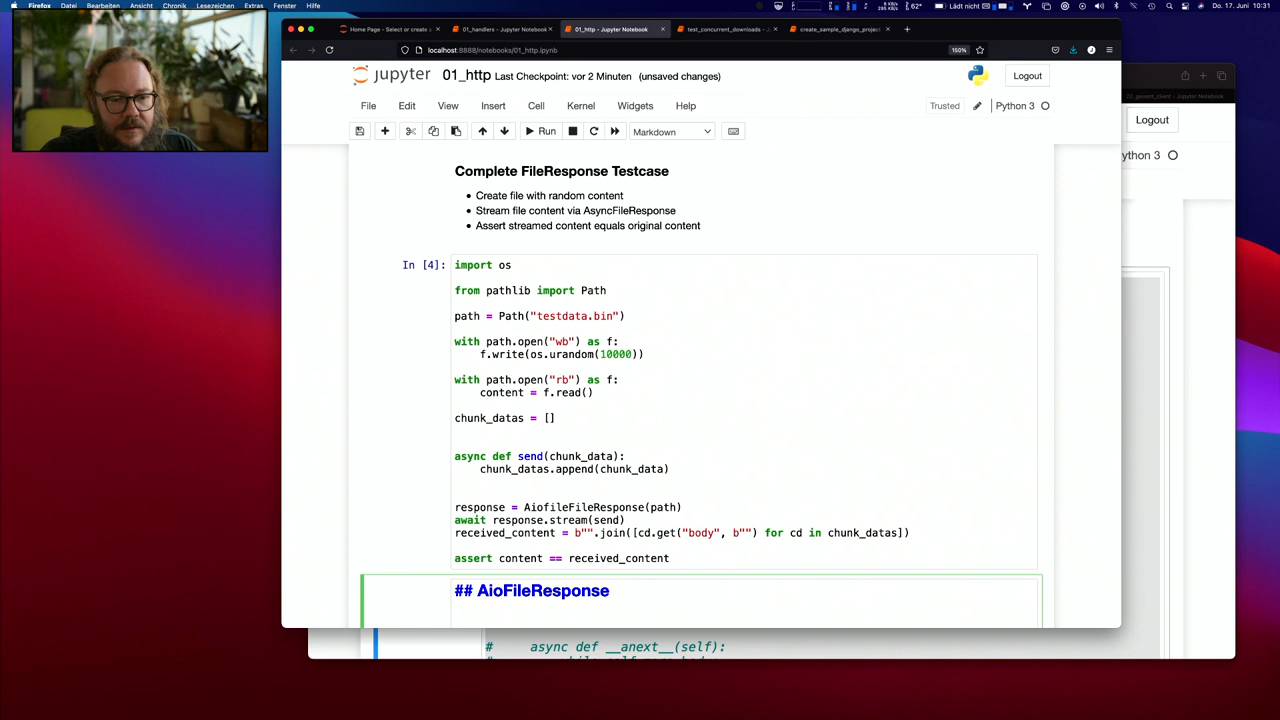 Firefox Datei Bearbeiten Ansicht Chronik Lesezeichen Extras Fenster Hilfe
62° Lädt nicht Do. 17. Juni 10:31
Home Page - Select or create 01_handlers - Jupyter Notebook 01_http - Jupyter Notebook test_concurrent_downloads - Ju create_sample_django_project
localhost:8888/notebooks/01_http.ipynb 150%
jupyter 01_http Last Checkpoint: vor 2 Minuten (unsaved changes) Logout
File Edit View Insert Cell Kernel Widgets Help Trusted Python 3
Run Markdown
Logout
ython 3
Complete FileResponse Testcase
• Create file with random content
• Stream file content via AsyncFileResponse
• Assert streamed content equals original content
In [4]: import os
from pathlib import Path
path = Path("testdata.bin")
with path.open("wb") as f:
    f.write(os.urandom(10000))
with path.open("rb") as f:
    content = f.read()
chunk_datas = []
async def send(chunk_data):
    chunk_datas.append(chunk_data)
response = AiofileFileResponse(path)
await response.stream(send)
received_content = b"".join([cd.get("body", b"") for cd in chunk_datas])
assert content == received_content
## AioFileResponse
# async def __anext__(self):